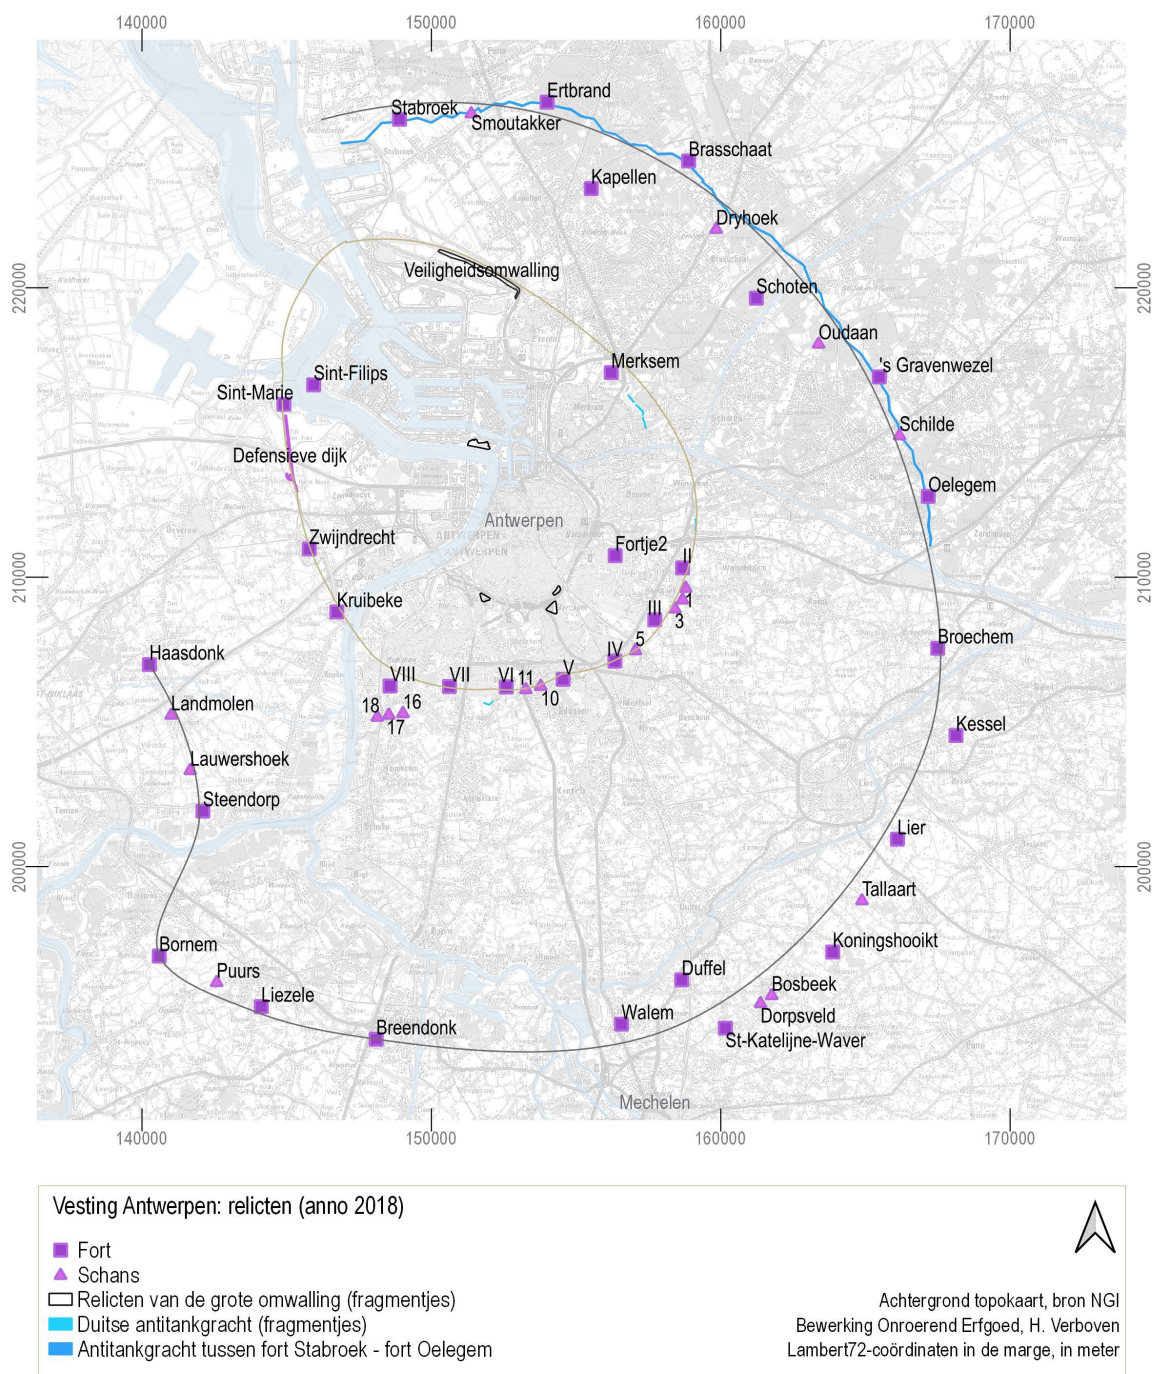 140000
150000
160000
170000
Ertbrand
Stabroek
Smoutakker
Brasschaat
Kapellen
Dryhoek
Veiligheidsomwalling
220000
220000
Schoten
Oudaan
Merksem
's Gravenwezel
Sint-Filips
Sint-Marie
Schilde
Defensieve dijk
Oelegem
Antwerpen
ANTWERPEN
ANTWERPEN
Zwijndrecht
Fortje2
II
210000
210000
1
Kruibeke
III
3
Broechem
5
IV
Haasdonk
VIII
VII
VI
11
V
10
Landmolen
18
16
17
Kessel
Lauwershoek
Steendorp
Lier
200000
200000
Tallaart
Bornem
Koningshooikt
Puurs
Duffel
Liezele
Bosbeek
Walem
Dorpsveld
Breendonk
St-Katelijne-Waver
Mechelen
140000
150000
160000
170000
Vesting Antwerpen: relicten (anno 2018)
Fort
Schans
Relicten van de grote omwalling (fragmentjes)
Duitse antitankgracht (fragmentjes)
Antitankgracht tussen fort Stabroek - fort Oelegem
Achtergrond topokaart, bron NGI
Bewerking Onroerend Erfgoed, H. Verboven
Lambert72-coördinaten in de marge, in meter